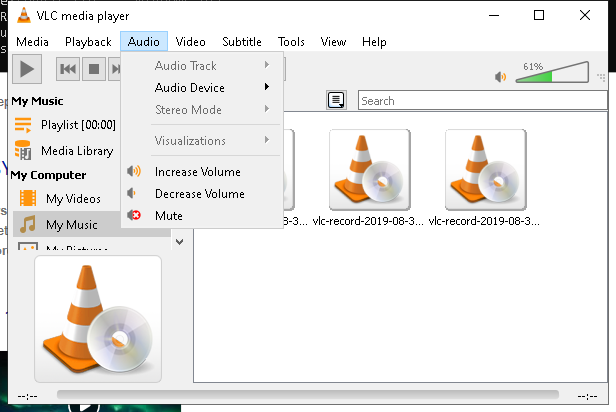 VLC media player
Media Playback Audio Video Subtitle Tools View Help
Audio Track
Audio Device
Stereo Mode
Visualizations
Increase Volume
Decrease Volume
Mute
61%
Search
My Music
Playlist [00:00]
Media Library
My Computer
My Videos
My Music
My Pictures
3... vlc-record-2019-08-3... vlc-record-2019-08-3...
--:-- --:--